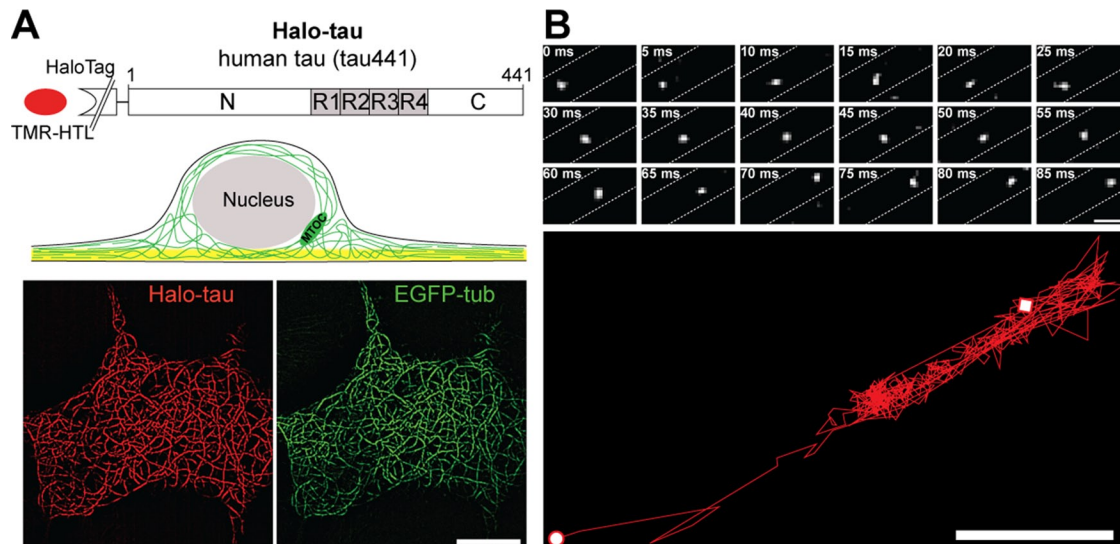 A
Halo-tau
human tau (tau441)
HaloTag
1
441
N
R1
R2
R3
R4
C
TMR-HTL
Nucleus
MTOC
Halo-tau
EGFP-tub
B
0 ms
5 ms
10 ms
15 ms
20 ms
25 ms
30 ms
35 ms
40 ms
45 ms
50 ms
55 ms
60 ms
65 ms
70 ms
75 ms
80 ms
85 ms